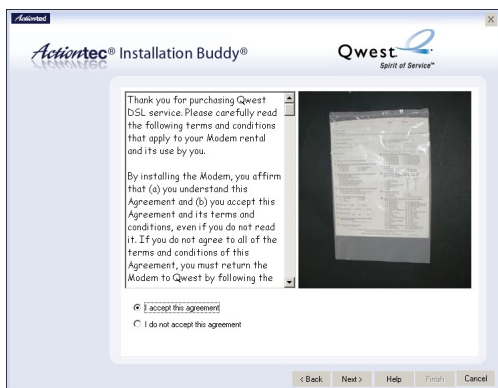 Actiontec
Actiontec® Installation Buddy®
Qwest
Spirit of Service™
Thank you for purchasing Qwest
DSL service. Please carefully read
the following terms and conditions
that apply to your Modem rental
and its use by you.
By installing the Modem, you affirm
that (a) you understand this
Agreement and (b) you accept this
Agreement and its terms and
conditions, even if you do not read
it. If you do not agree to all of the
terms and conditions of this
Agreement, you must return the
Modem to Qwest by following the
I accept this agreement
I do not accept this agreement
< Back Next > Help Finish Cancel